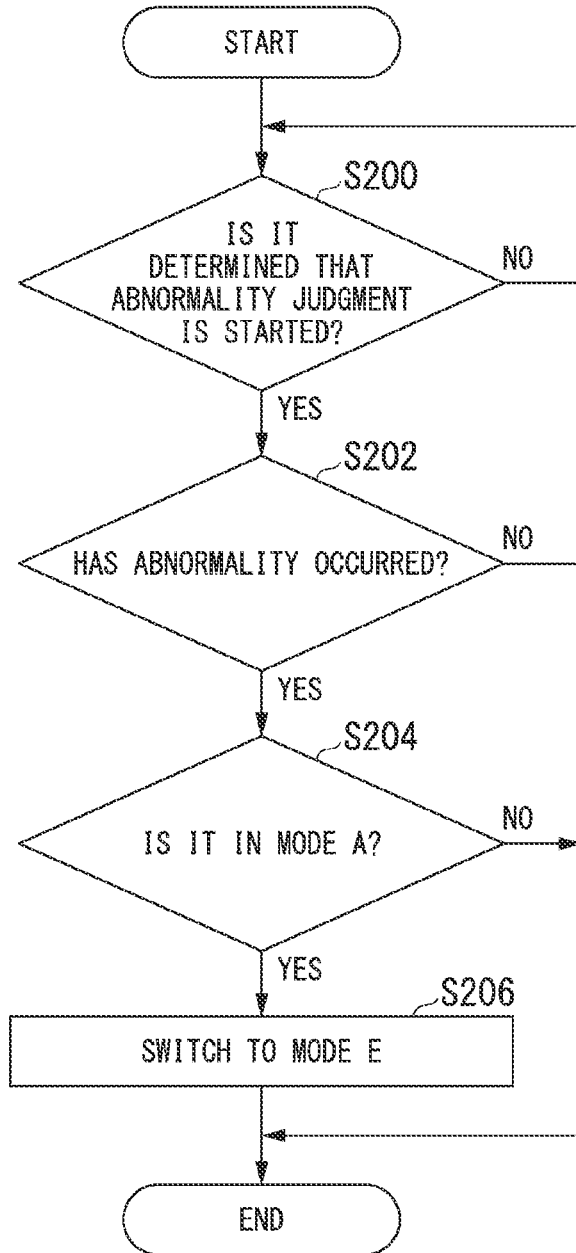 START
S200
IS IT
DETERMINED THAT
ABNORMALITY JUDGMENT
IS STARTED?
NO
YES
S202
HAS ABNORMALITY OCCURRED?
NO
YES
S204
IS IT IN MODE A?
NO
YES
S206
SWITCH TO MODE E
END